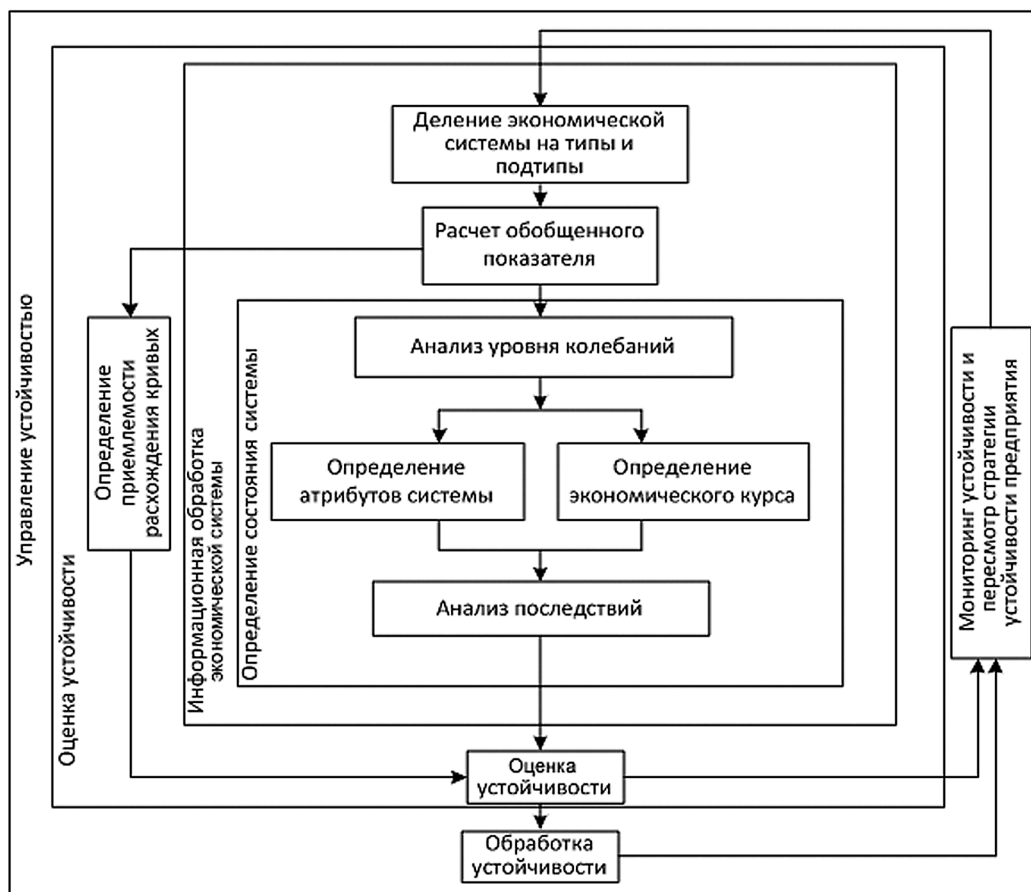 Деление экономической
системы на типы и
подтипы
Расчет обобщенного
показателя
Анализ уровня колебаний
Определение
атрибутов системы
Определение
экономического курса
Анализ последствий
Оценка
устойчивости
Обработка
устойчивости
Управление устойчивостью
Оценка устойчивости
Определение
приемлемости
расхождения кривых
Информационная обработка
экономической системы
Определение состояния системы
Мониторинг устойчивости и
пересмотр стратегии
устойчивости предприятия